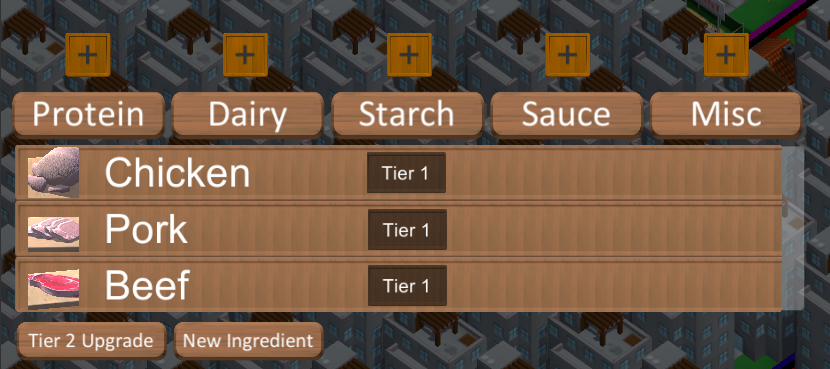 + + + + +
Protein Dairy Starch Sauce Misc
Chicken Tier 1
Pork Tier 1
Beef Tier 1
Tier 2 Upgrade New Ingredient